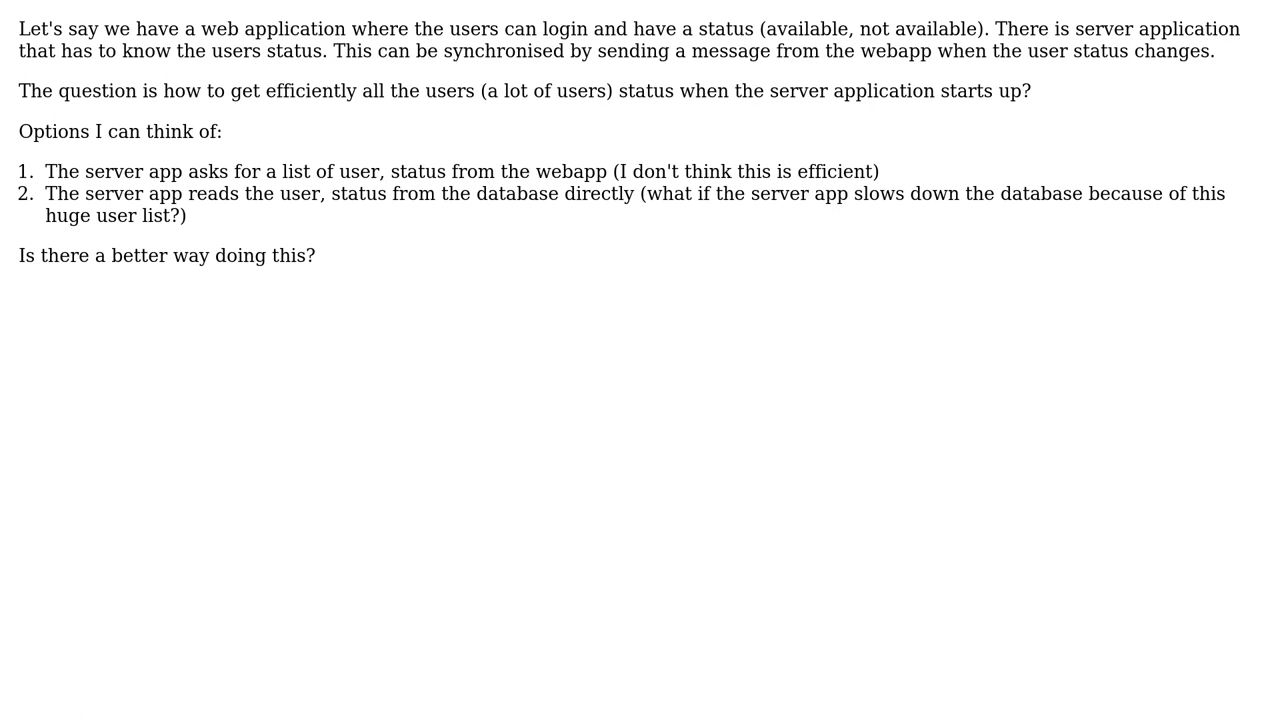 Let's say we have a web application where the users can login and have a status (available, not available). There is server application
that has to know the users status. This can be synchronised by sending a message from the webapp when the user status changes.
The question is how to get efficiently all the users (a lot of users) status when the server application starts up?
Options I can think of:
1. The server app asks for a list of user, status from the webapp (I don't think this is efficient)
2. The server app reads the user, status from the database directly (what if the server app slows down the database because of this
huge user list?)
Is there a better way doing this?